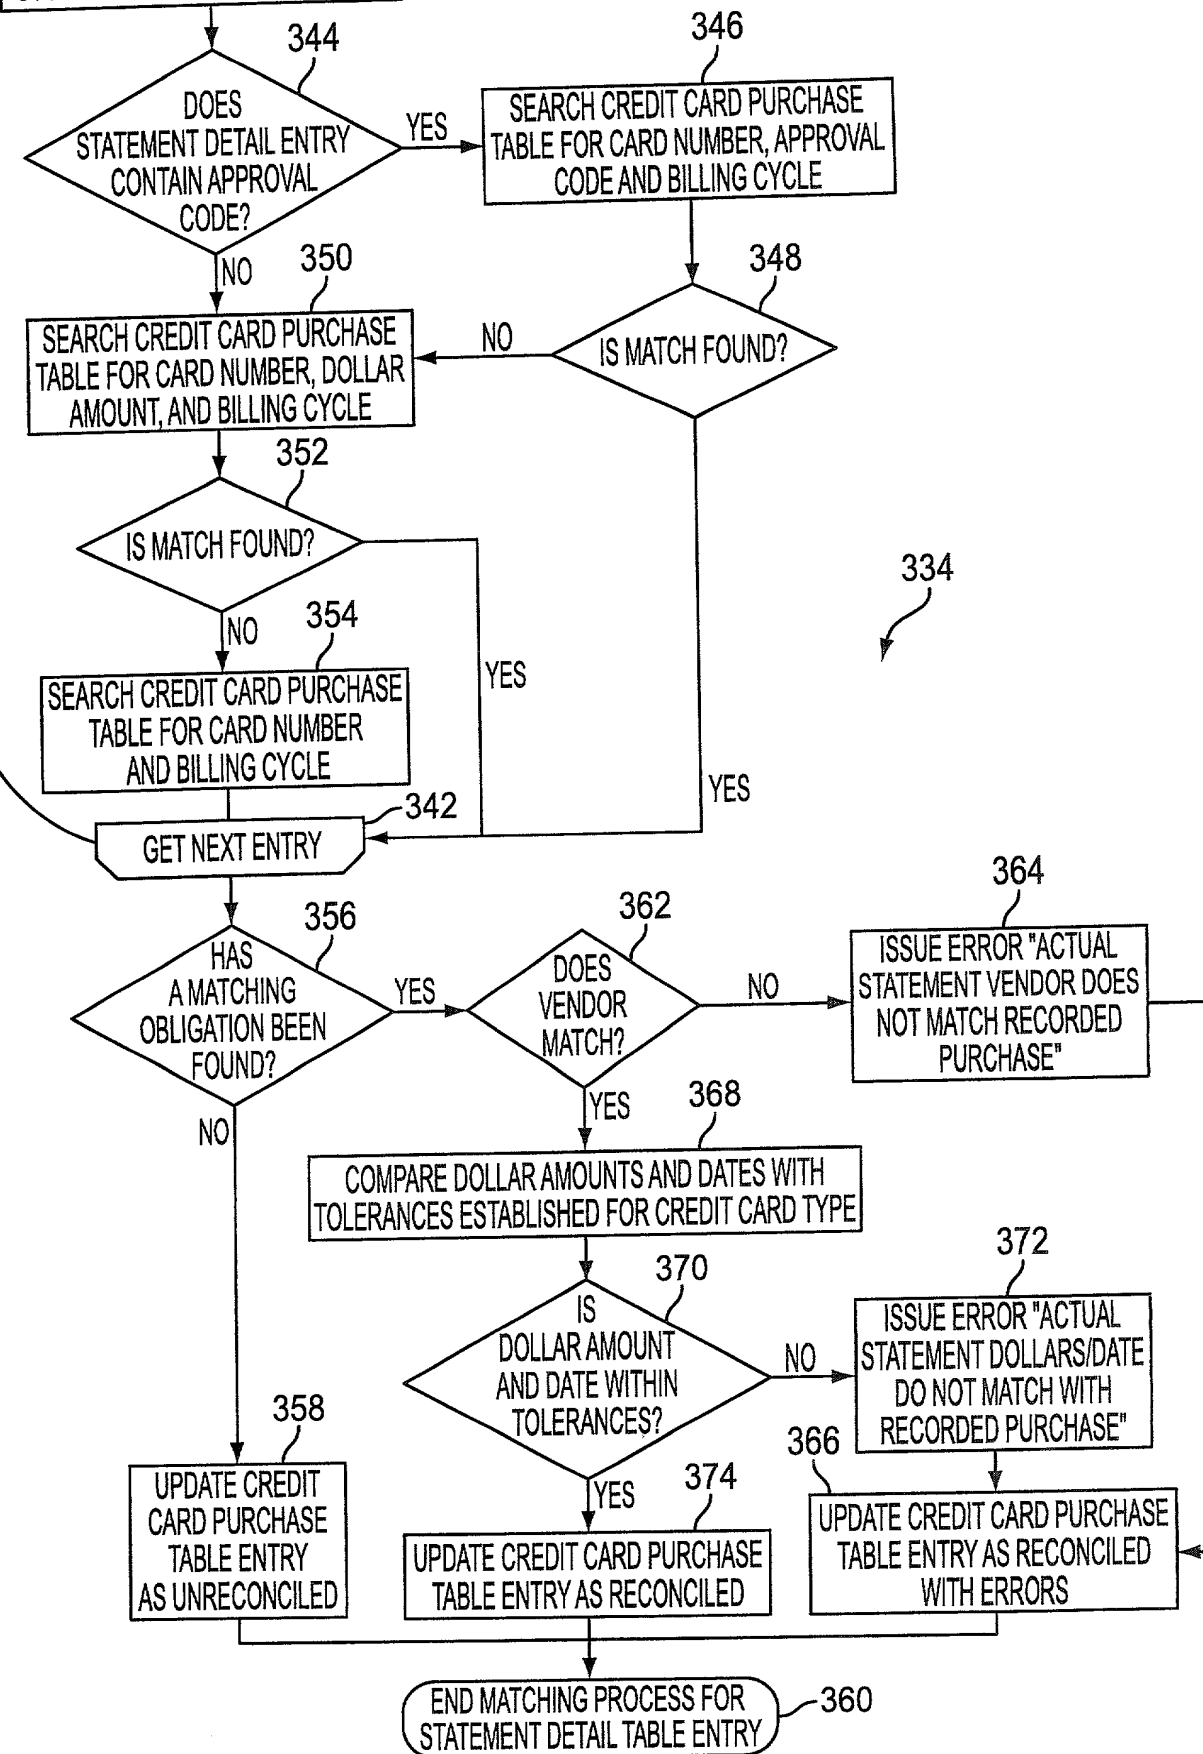 344
DOES
STATEMENT DETAIL ENTRY
CONTAIN APPROVAL
CODE?
YES
NO
346
SEARCH CREDIT CARD PURCHASE
TABLE FOR CARD NUMBER, APPROVAL
CODE AND BILLING CYCLE
348
IS MATCH FOUND?
NO
YES
350
SEARCH CREDIT CARD PURCHASE
TABLE FOR CARD NUMBER, DOLLAR
AMOUNT, AND BILLING CYCLE
352
IS MATCH FOUND?
NO
YES
334
354
SEARCH CREDIT CARD PURCHASE
TABLE FOR CARD NUMBER
AND BILLING CYCLE
342
GET NEXT ENTRY
356
HAS
A MATCHING
OBLIGATION BEEN
FOUND?
YES
NO
362
DOES
VENDOR
MATCH?
NO
YES
364
ISSUE ERROR "ACTUAL
STATEMENT VENDOR DOES
NOT MATCH RECORDED
PURCHASE"
368
COMPARE DOLLAR AMOUNTS AND DATES WITH
TOLERANCES ESTABLISHED FOR CREDIT CARD TYPE
370
IS
DOLLAR AMOUNT
AND DATE WITHIN
TOLERANCES?
NO
YES
372
ISSUE ERROR "ACTUAL
STATEMENT DOLLARS/DATE
DO NOT MATCH WITH
RECORDED PURCHASE"
358
UPDATE CREDIT
CARD PURCHASE
TABLE ENTRY
AS UNRECONCILED
374
UPDATE CREDIT CARD PURCHASE
TABLE ENTRY AS RECONCILED
366
UPDATE CREDIT CARD PURCHASE
TABLE ENTRY AS RECONCILED
WITH ERRORS
END MATCHING PROCESS FOR
STATEMENT DETAIL TABLE ENTRY
360